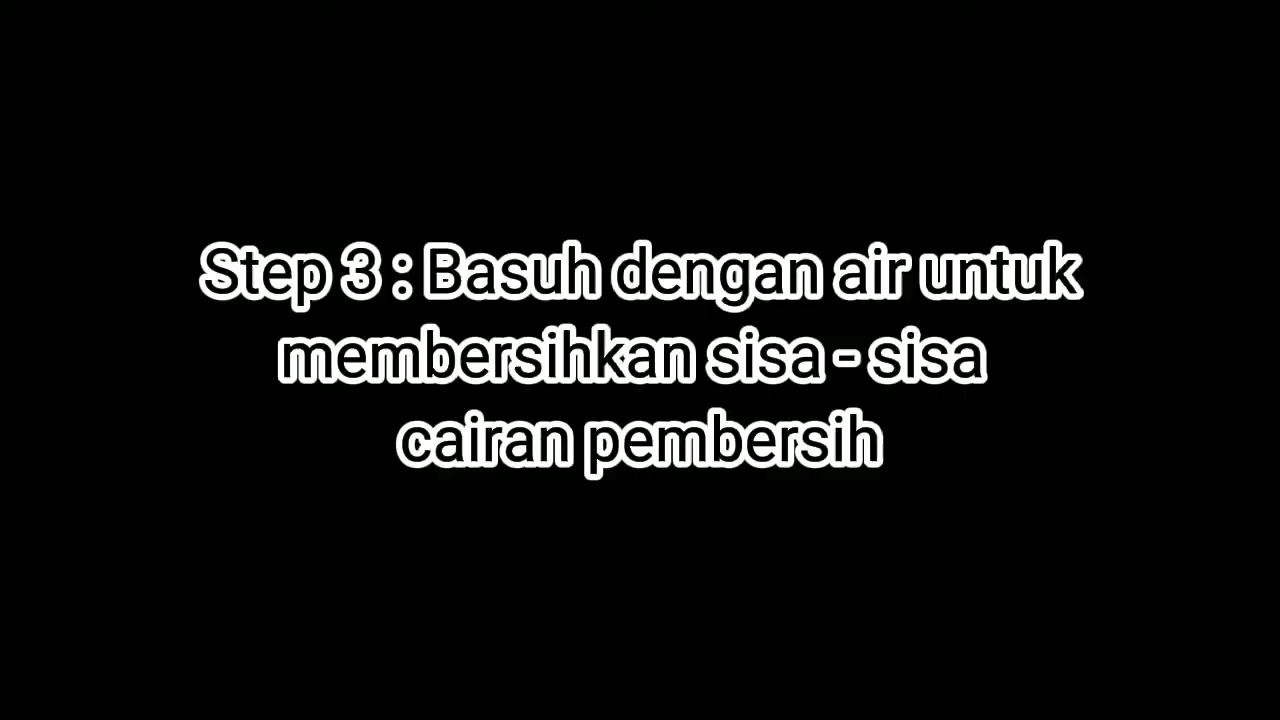 Step 3 : Basuh dengan air untuk
membersihkan sisa - sisa
cairan pembersih